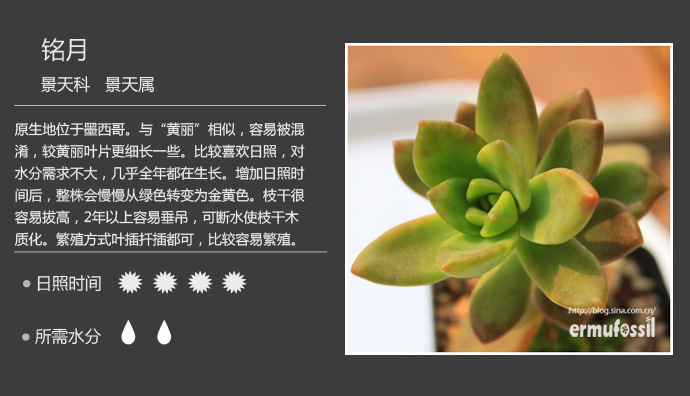 铭月
景天科 景天属
原生地位于墨西哥。与“黄丽”相似，容易被混
淆，较黄丽叶片更细长一些。比较喜欢日照，对
水分需求不大，几乎全年都在生长。增加日照时
间后，整株会慢慢从绿色转变为金黄色。枝干很
容易拔高，2年以上容易垂吊，可断水使枝干木
质化。繁殖方式叶插扦插都可，比较容易繁殖。
日照时间
所需水分
http://blog.sina.com.cn/
ermufossil